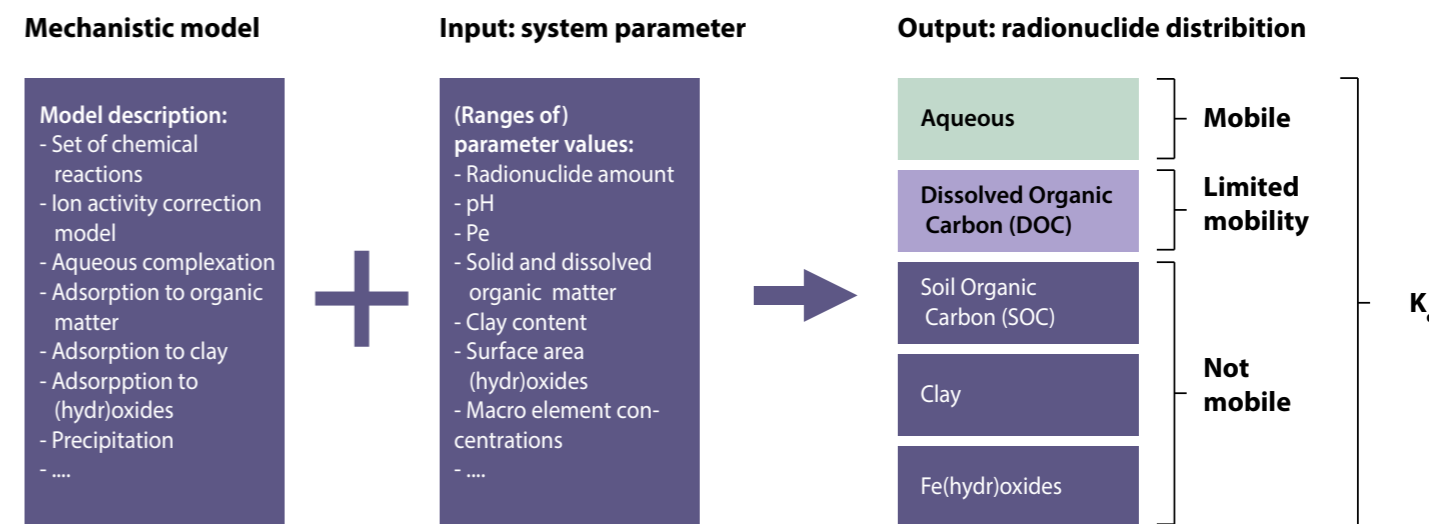 Mechanistic model
Model description:
- Set of chemical
reactions
- Ion activity correction
model
- Aqueous complexation
- Adsorption to organic
matter
- Adsorption to clay
- Adsorpption to
(hydr)oxides
- Precipitation
- ....
Input: system parameter
(Ranges of)
parameter values:
- Radionuclide amount
- pH
- Pe
- Solid and dissolved
organic matter
- Clay content
- Surface area
(hydr)oxides
- Macro element con-
centrations
- ....
Output: radionuclide distribition
Aqueous
Mobile
Dissolved Organic
Carbon (DOC)
Limited
mobility
Soil Organic
Carbon (SOC)
Clay
Fe(hydr)oxides
Not
mobile
K